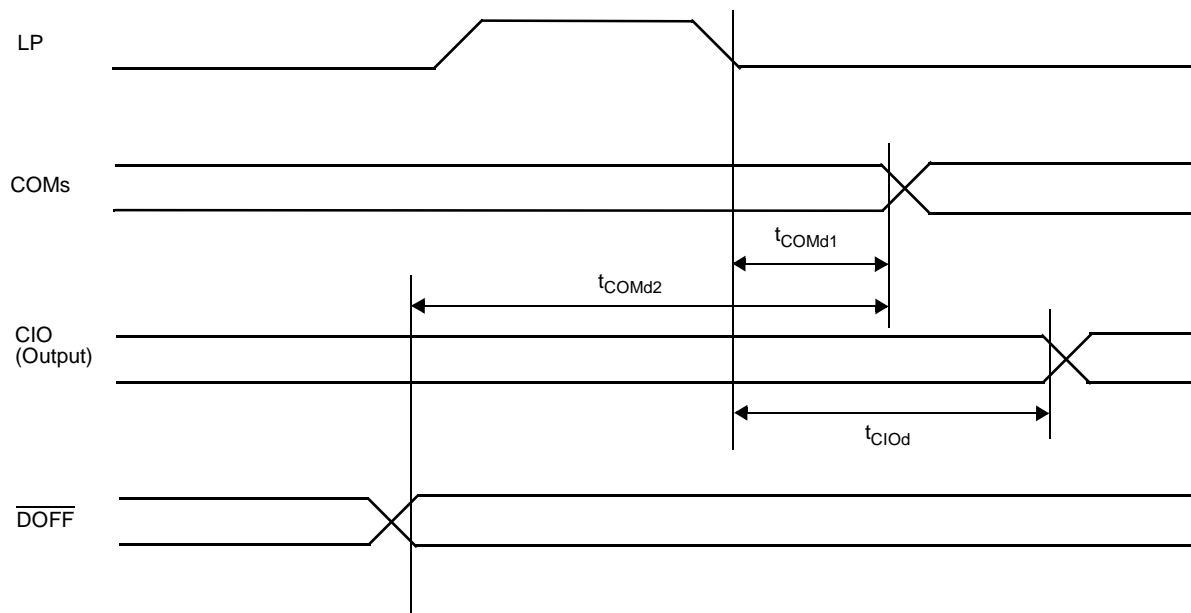 LP
COMs
tCOMd1
tCOMd2
CIO
(Output)
tCIOd
DOFF